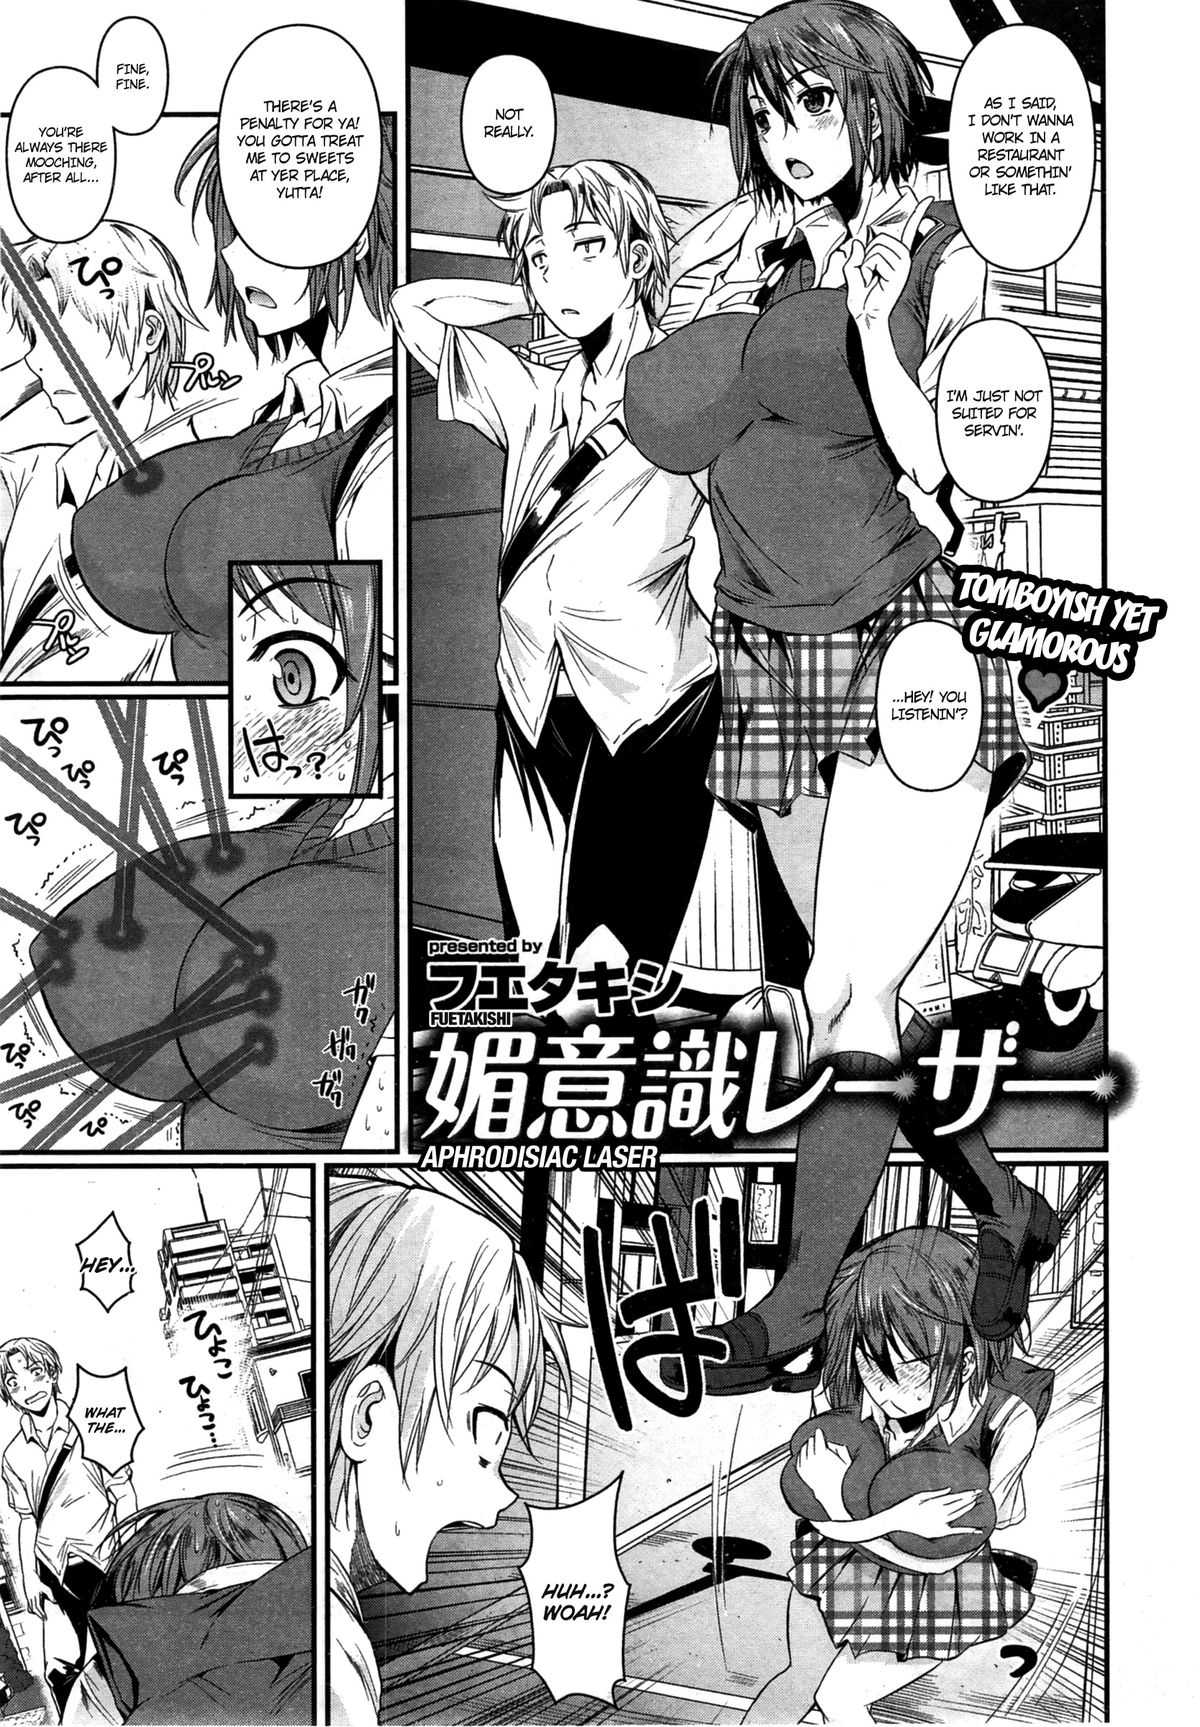 AS I SAID,
I DON'T WANNA
WORK IN A
RESTAURANT
OR SOMETHIN'
LIKE THAT.
I'M JUST NOT
SUITED FOR
SERVIN'.
NOT
REALLY.
...HEY! YOU
LISTENIN'?
TOMBOYISH YET
GLAMOROUS
presented by
フエタキシ
FUETAKISHI
媚意識レーザー
APHRODISIAC LASER
THERE'S A
PENALTY FOR YA!
YOU GOTTA TREAT
ME TO SWEETS
AT YER PLACE,
YUTTA!
FINE,
FINE.
YOU'RE
ALWAYS THERE
MOOCHING,
AFTER ALL...
ぴっ
プルン
プルン
はっ?
ぴっ
ぴっ
ぴっ
ぴっ
ぴっ
ぴっ
ぴっ
ガク
ガク
ガク
ば
っ
HUH...?
WOAH!
HEY...
ひょこ
ひょこ...
WHAT
THE...